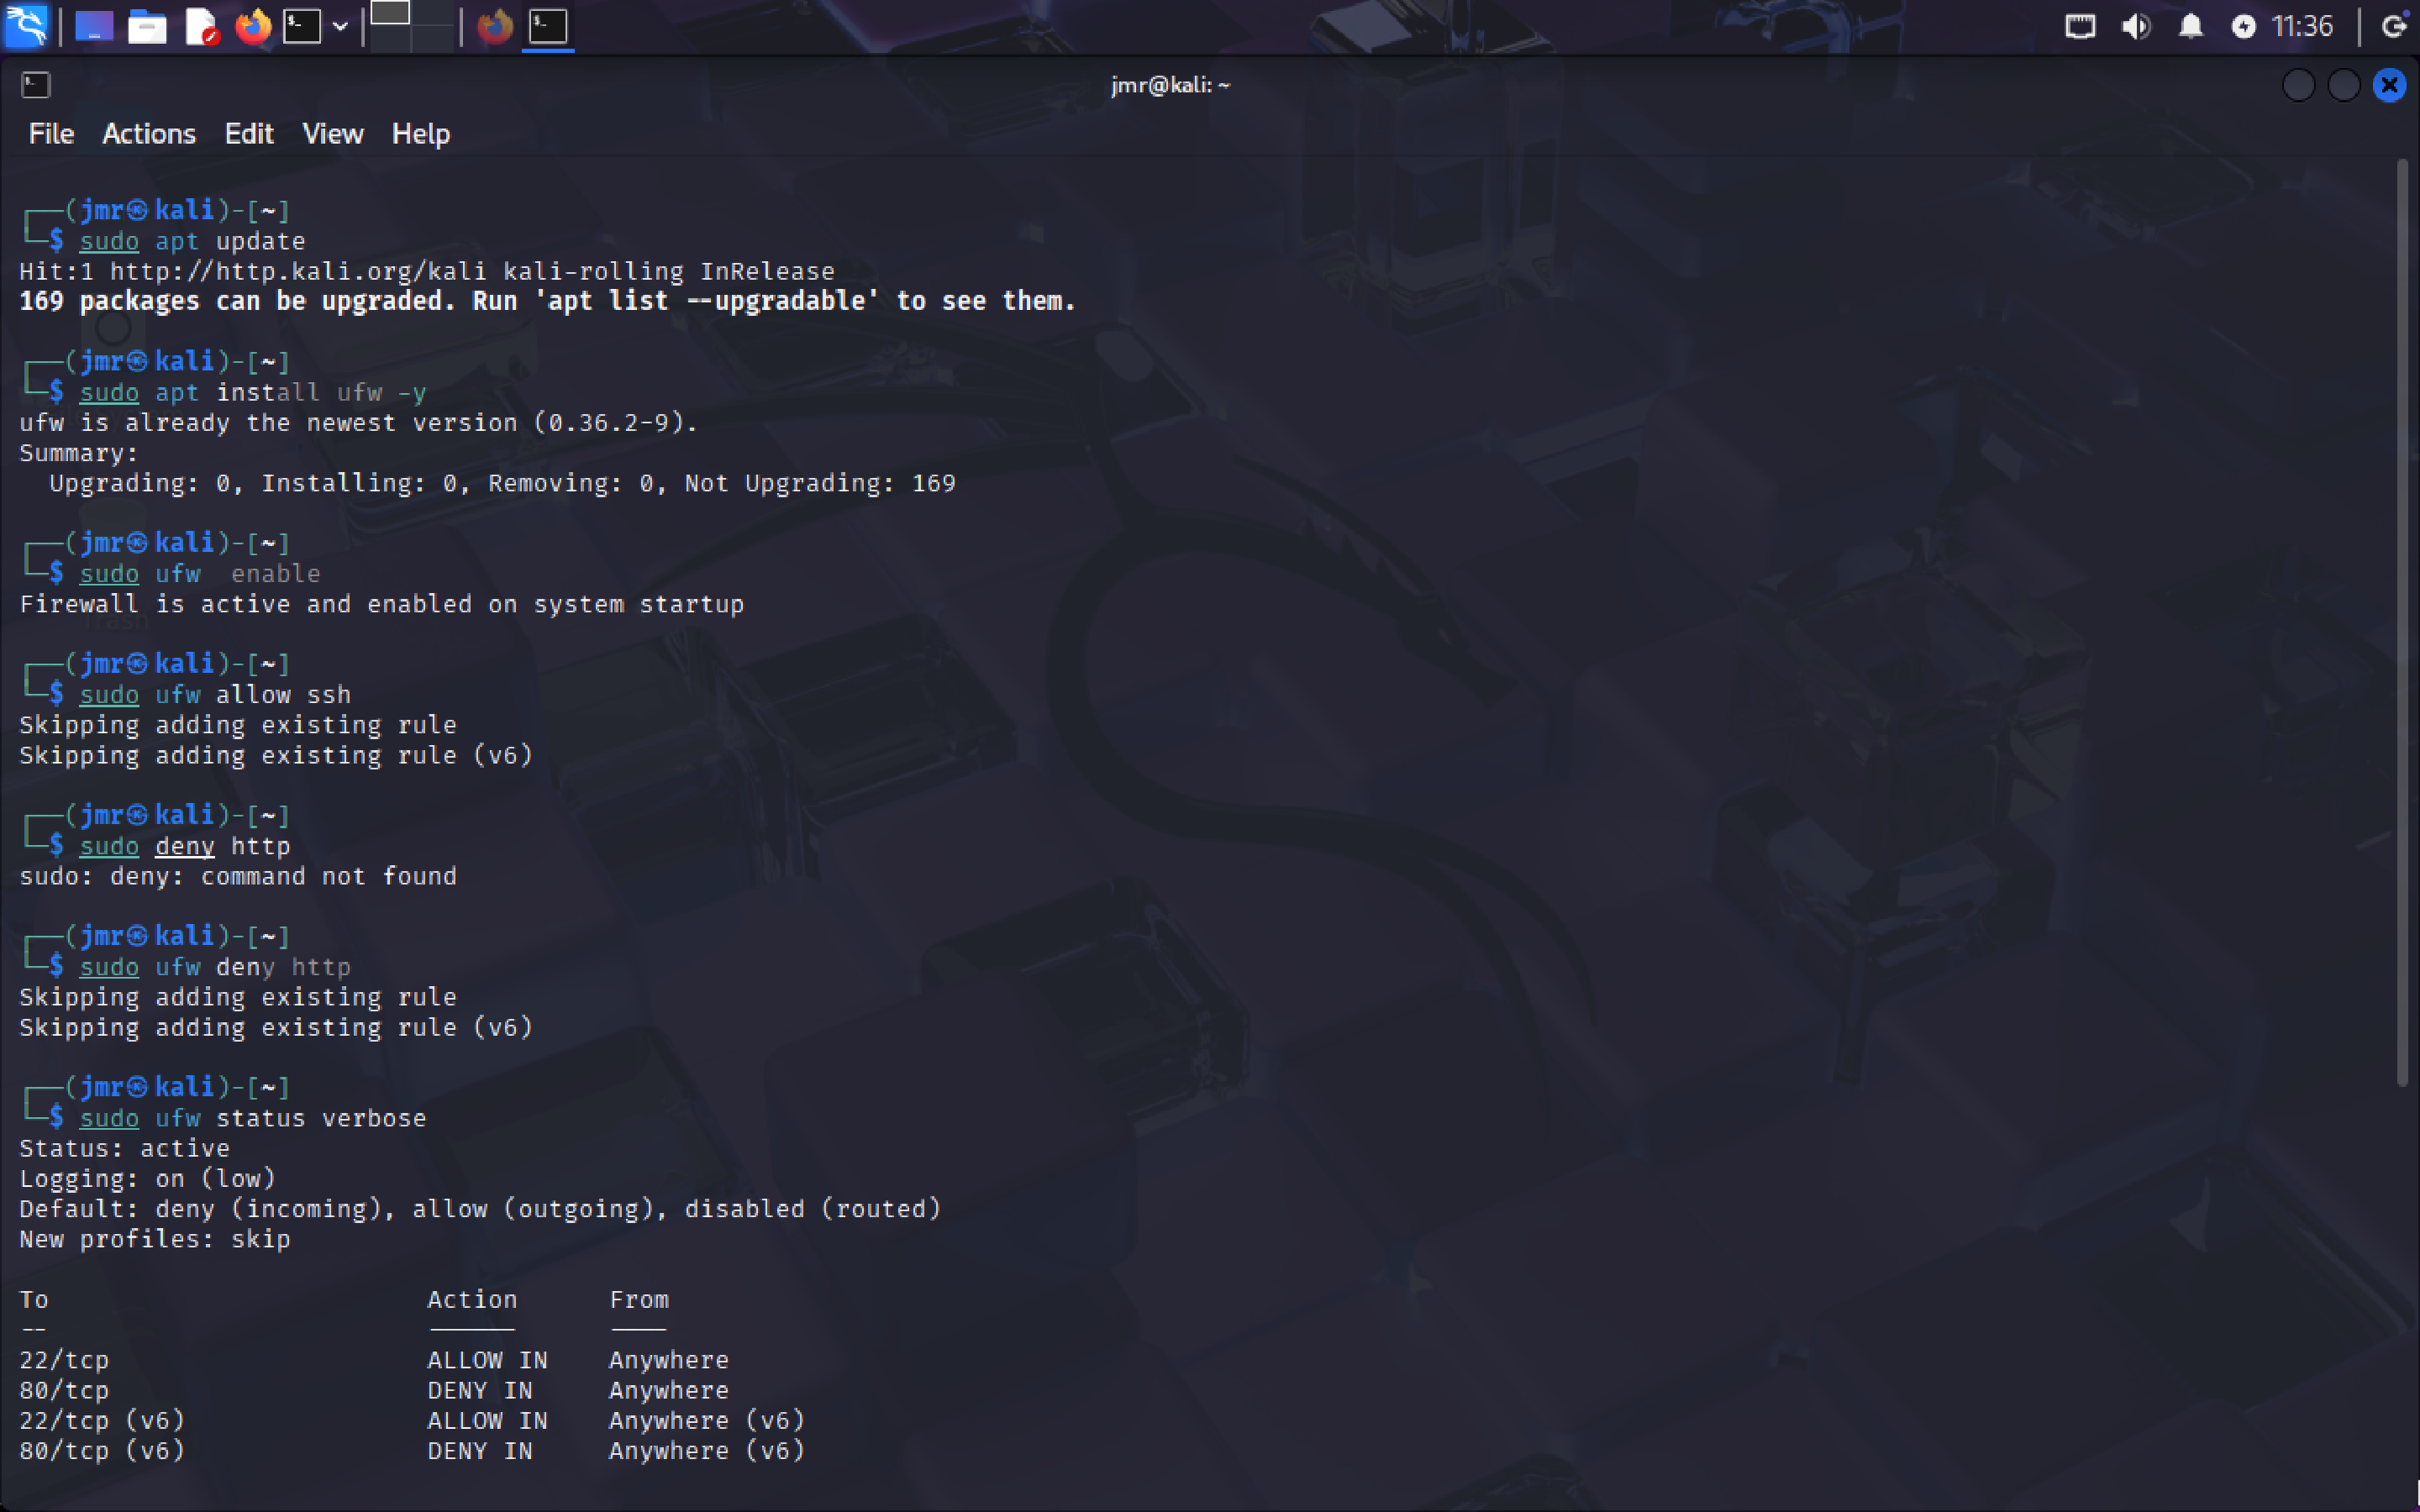 11:36
jmr@kali: ~
File Actions Edit View Help
┌──(jmr㉿kali)-[~]
└─$ sudo apt update
Hit:1 http://http.kali.org/kali kali-rolling InRelease
169 packages can be upgraded. Run 'apt list --upgradable' to see them.
┌──(jmr㉿kali)-[~]
└─$ sudo apt install ufw -y
ufw is already the newest version (0.36.2-9).
Summary:
  Upgrading: 0, Installing: 0, Removing: 0, Not Upgrading: 169
┌──(jmr㉿kali)-[~]
└─$ sudo ufw  enable
Firewall is active and enabled on system startup
Trash
┌──(jmr㉿kali)-[~]
└─$ sudo ufw allow ssh
Skipping adding existing rule
Skipping adding existing rule (v6)
┌──(jmr㉿kali)-[~]
└─$ sudo deny http
sudo: deny: command not found
┌──(jmr㉿kali)-[~]
└─$ sudo ufw deny http
Skipping adding existing rule
Skipping adding existing rule (v6)
┌──(jmr㉿kali)-[~]
└─$ sudo ufw status verbose
Status: active
Logging: on (low)
Default: deny (incoming), allow (outgoing), disabled (routed)
New profiles: skip
To                         Action      From
--                         ------      ----
22/tcp                     ALLOW IN    Anywhere
80/tcp                     DENY IN     Anywhere
22/tcp (v6)                ALLOW IN    Anywhere (v6)
80/tcp (v6)                DENY IN     Anywhere (v6)